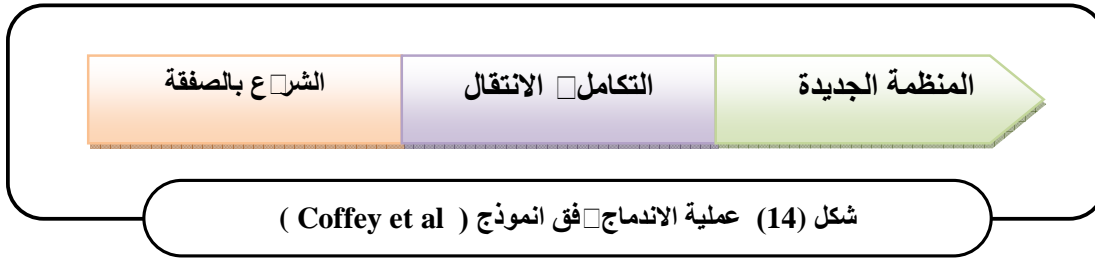 الشر□ع بالصفقة
التكامل□ الانتقال
المنظمة الجديدة
شكل (14) عملية الاندماج□فق انموذج ( Coffey et al )